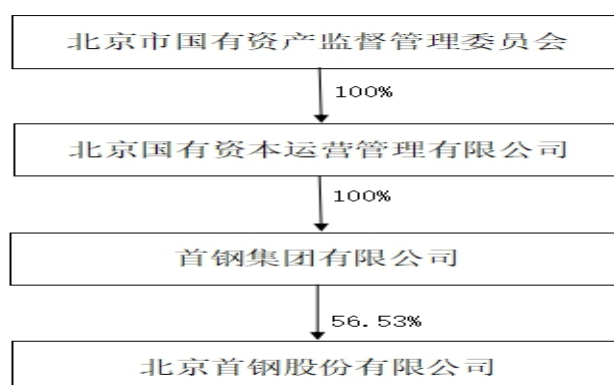 北京市国有资产监督管理委员会
100%
北京国有资本运营管理有限公司
100%
首钢集团有限公司
56.53%
北京首钢股份有限公司